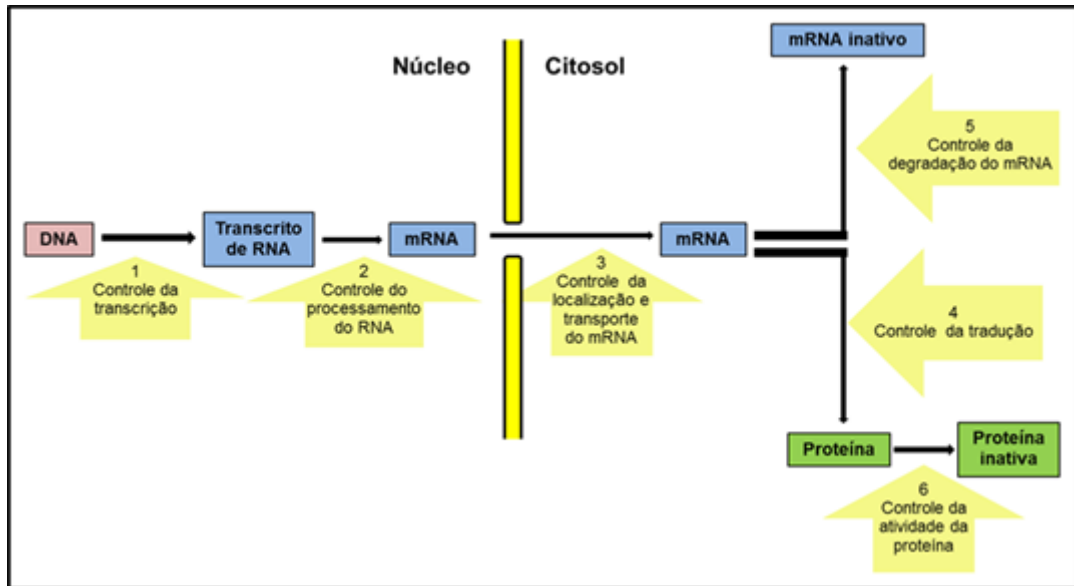 mRNA inativo
Núcleo
Citosol
5
Controle da
degradação do mRNA
DNA
Transcrito
de RNA
mRNA
mRNA
1
Controle da
transcrição
2
Controle do
processamento
do RNA
3
Controle da
localização e
transporte
do mRNA
4
Controle da tradução
Proteína
Proteína
inativa
6
Controle da
atividade da
proteína